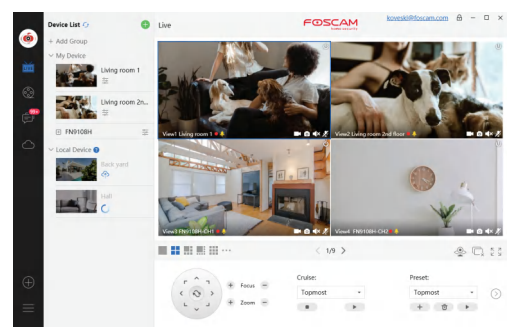 Device List
Live
FOSCAM
koveski@foscam.com
+ Add Group
My Device
Living room 1
Living room 2n...
FN9108H
Local Device
Back yard
Hall
99+
View1 Living room 1
View2 Living room 2nd floor
View3 FN9108H-CH1
View4 FN9108H-CH2
1/9
Focus
Zoom
Cruise:
Topmost
Preset:
Topmost